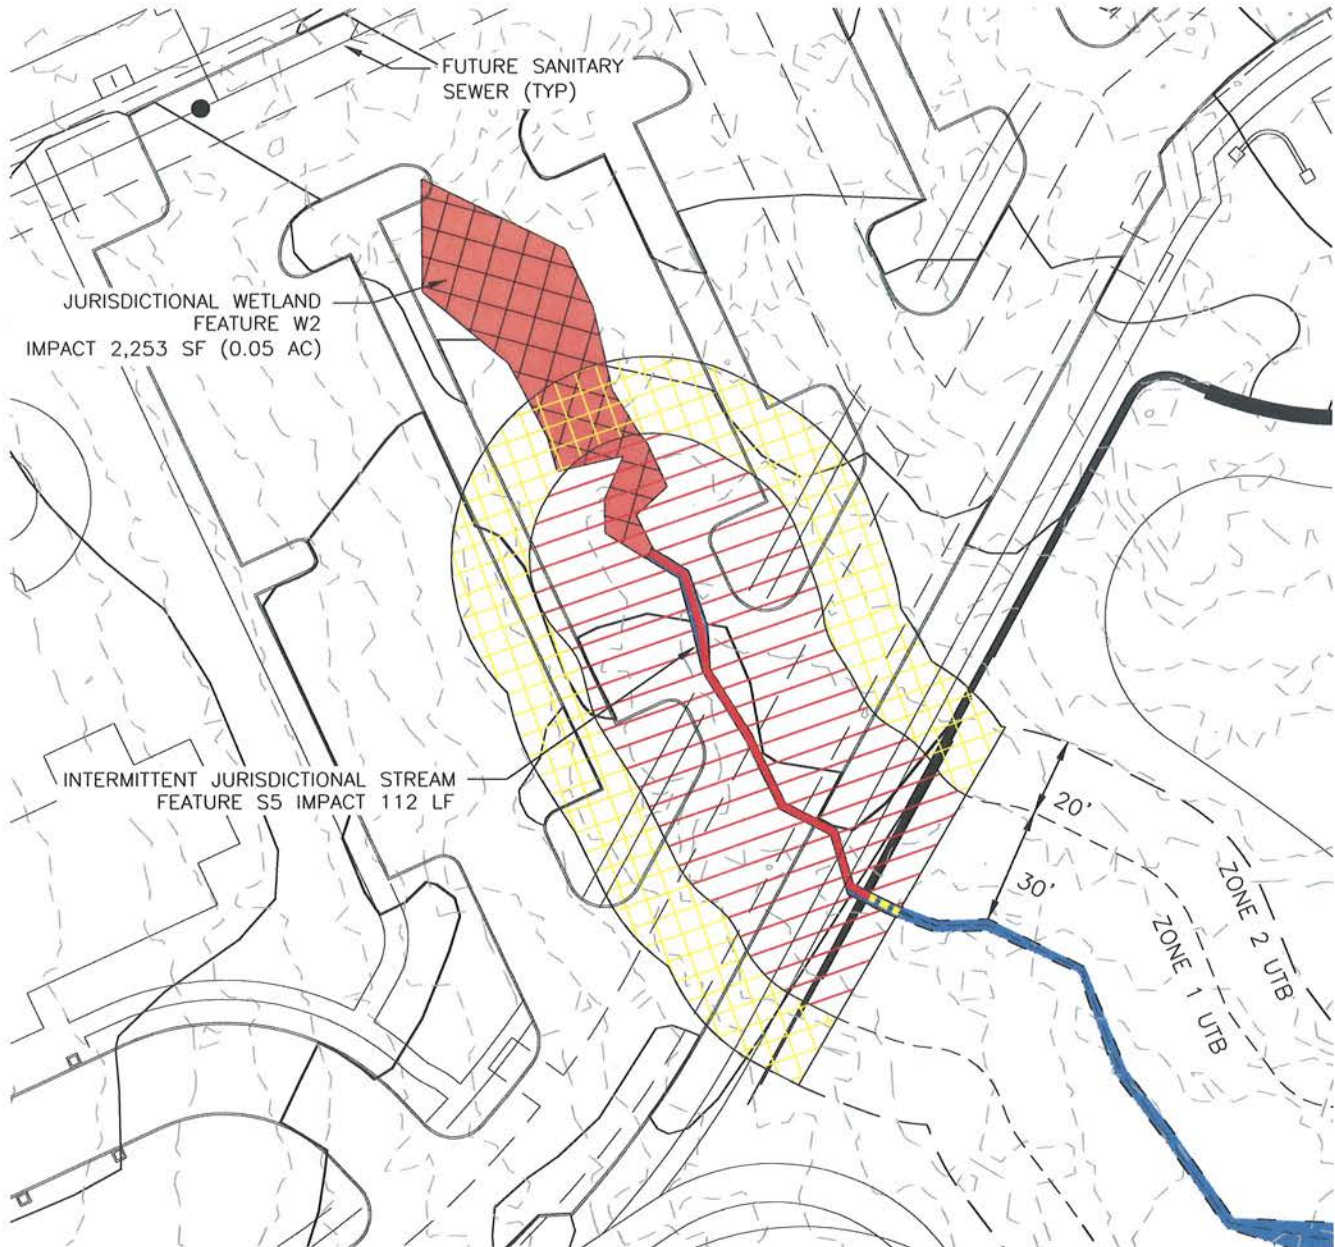 FUTURE SANITARY
SEWER (TYP)
JURISDICTIONAL WETLAND
FEATURE W2
IMPACT 2,253 SF (0.05 AC)
INTERMITTENT JURISDICTIONAL STREAM
FEATURE S5 IMPACT 112 LF
20'
30'
ZONE 2 UTB
ZONE 1 UTB